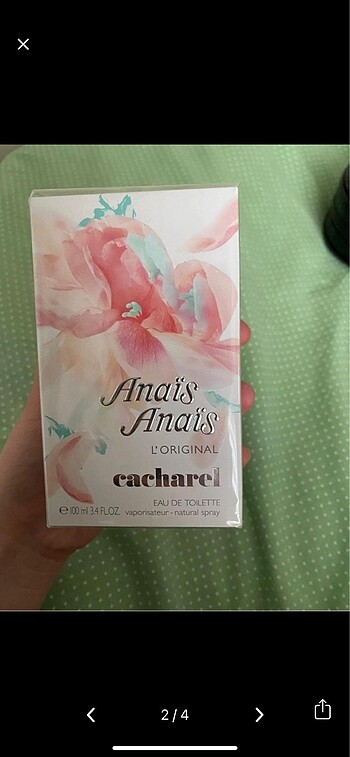 Anaïs
Anaïs
L'ORIGINAL
cacharel
EAU DE TOILETTE
℮ 100 ml 3.4 FL.OZ. vaporisateur - natural spray
2/4